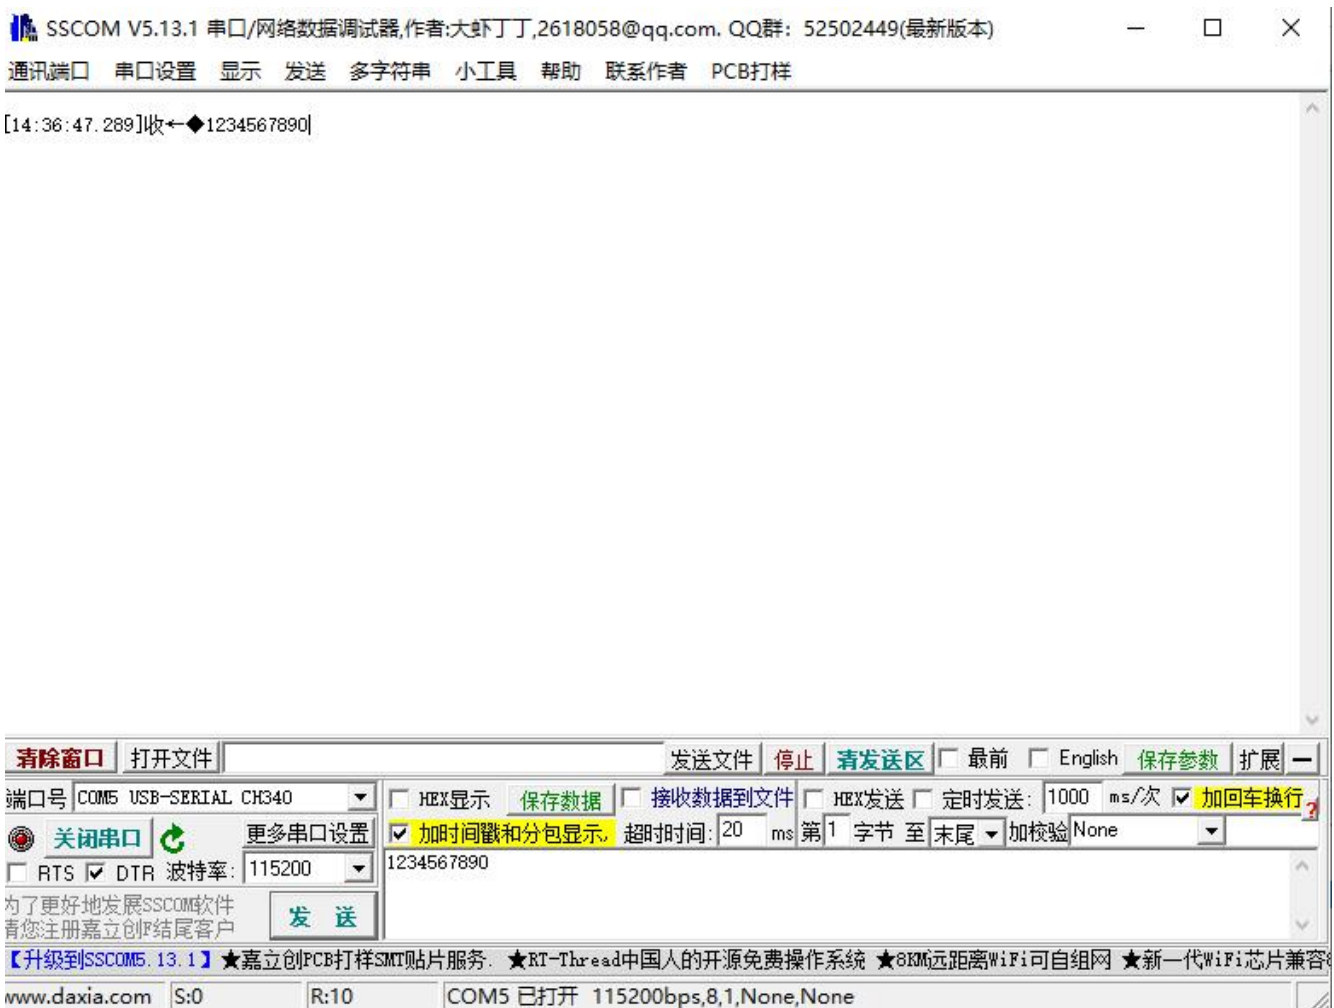 SSCOM V5.13.1 串口/网络数据调试器,作者:大虾丁丁,2618058@qq.com. QQ群: 52502449(最新版本)
通讯端口 串口设置 显示 发送 多字符串 小工具 帮助 联系作者 PCB打样
[14:36:47.289]收←◆1234567890
清除窗口 打开文件 发送文件 停止 清发送区 最前 English 保存参数 扩展 —
端口号 COM5 USB-SERIAL CH340 HEX显示 保存数据 接收数据到文件 HEX发送 定时发送: 1000 ms/次 加回车换行
关闭串口 更多串口设置 加时间戳和分包显示, 超时时间: 20 ms 第 1 字节 至 末尾 加校验 None
RTS DTR 波特率: 115200 1234567890
为了更好地发展SSCOM软件
请您注册嘉立创F结尾客户
发 送
【升级到SSCOM5.13.1】★嘉立创PCB打样SMT贴片服务. ★RT-Thread中国人的开源免费操作系统 ★8KM远距离WiFi可自组网 ★新一代WiFi芯片兼容8
www.daxia.com S:0 R:10 COM5 已打开 115200bps,8,1,None,None